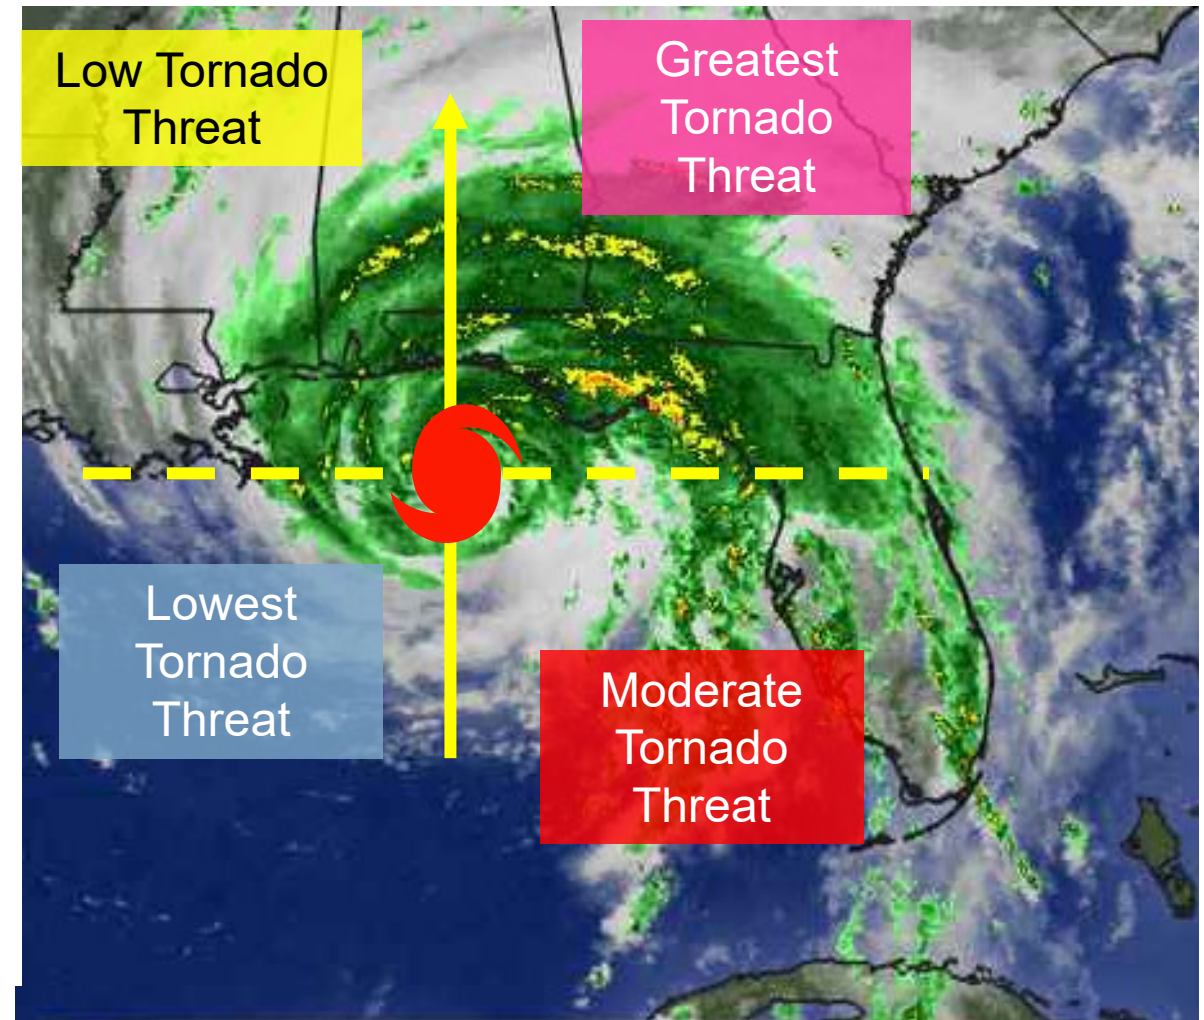 Low Tornado
Threat
Greatest
Tornado
Threat
Lowest
Tornado
Threat
Moderate
Tornado
Threat